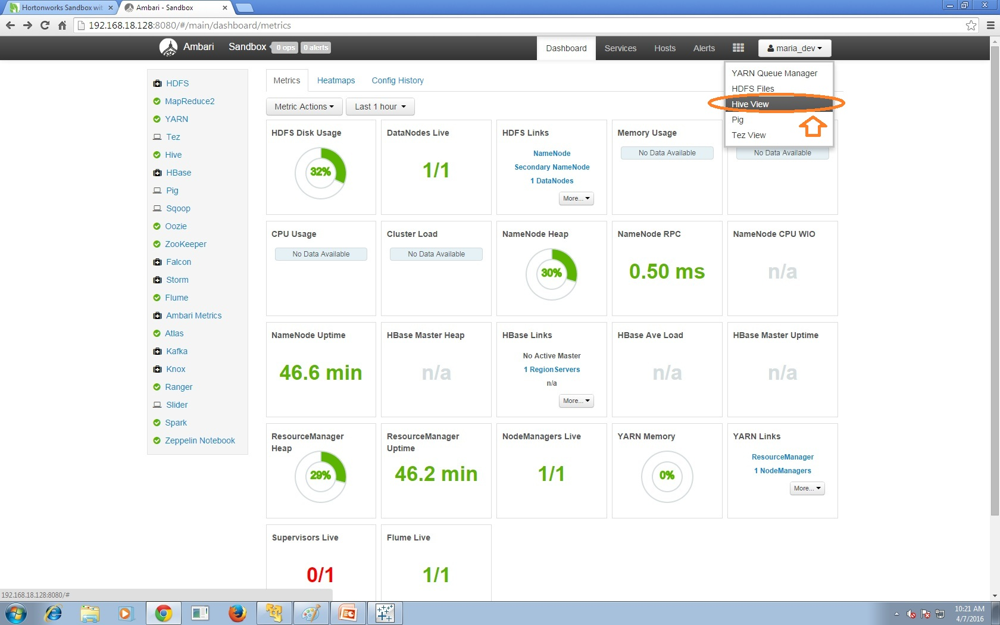 Hortonworks Sandbox wit
Ambari - Sandbox
192.168.18.128:8080/#/main/dashboard/metrics
Ambari
Sandbox
0 ops
0 alerts
Dashboard
Services
Hosts
Alerts
maria_dev
YARN Queue Manager
HDFS Files
Hive View
Pig
Tez View
HDFS
MapReduce2
YARN
Tez
Hive
HBase
Pig
Sqoop
Oozie
ZooKeeper
Falcon
Storm
Flume
Ambari Metrics
Atlas
Kafka
Knox
Ranger
Slider
Spark
Zeppelin Notebook
Metrics
Heatmaps
Config History
Metric Actions
Last 1 hour
HDFS Disk Usage
32%
DataNodes Live
1/1
HDFS Links
NameNode
Secondary NameNode
1 DataNodes
More...
Memory Usage
No Data Available
No Data Available
CPU Usage
No Data Available
Cluster Load
No Data Available
NameNode Heap
30%
NameNode RPC
0.50 ms
NameNode CPU WIO
n/a
NameNode Uptime
46.6 min
HBase Master Heap
n/a
HBase Links
No Active Master
1 RegionServers
n/a
More...
HBase Ave Load
n/a
HBase Master Uptime
n/a
ResourceManager
Heap
29%
ResourceManager
Uptime
46.2 min
NodeManagers Live
1/1
YARN Memory
0%
YARN Links
ResourceManager
1 NodeManagers
More...
Supervisors Live
0/1
Flume Live
1/1
192.168.18.128:8080/#
10:21 AM
4/7/2016